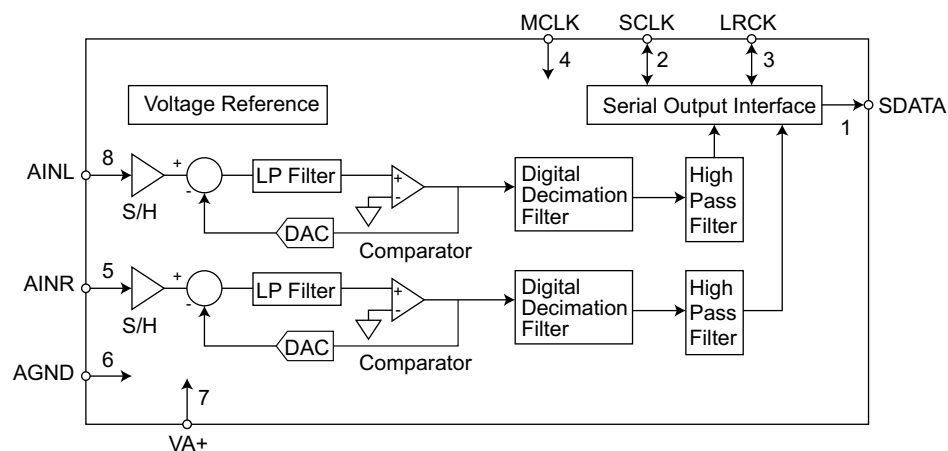 MCLK
SCLK
LRCK
4
2
3
Voltage Reference
Serial Output Interface
1
SDATA
AINL
8
S/H
+
-
LP Filter
+
-
DAC
Comparator
Digital
Decimation
Filter
High
Pass
Filter
AINR
5
S/H
+
-
LP Filter
+
-
DAC
Comparator
Digital
Decimation
Filter
High
Pass
Filter
AGND
6
7
VA+